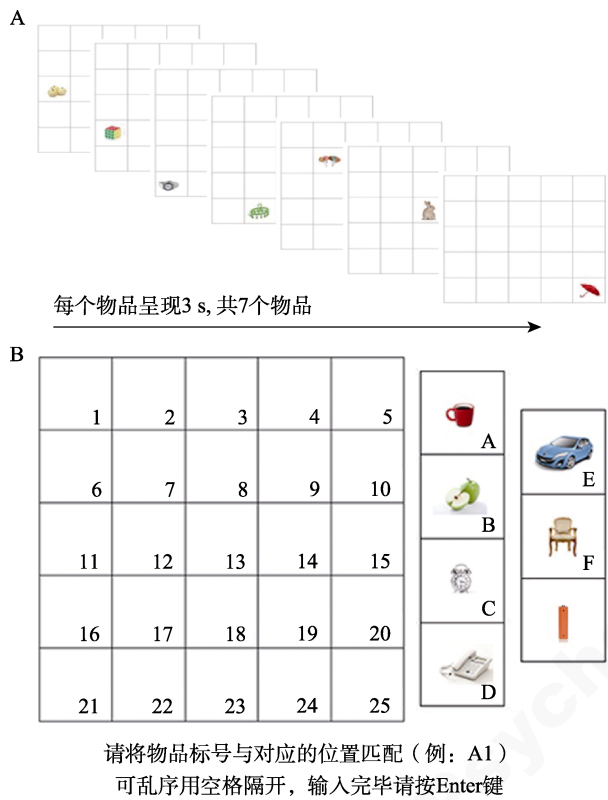 A
每个物品呈现3 s, 共7个物品
B
1 2 3 4 5
6 7 8 9 10
11 12 13 14 15
16 17 18 19 20
21 22 23 24 25
A
B
C
D
E
F
请将物品标号与对应的位置匹配（例：A1）
可乱序用空格隔开，输入完毕请按Enter键